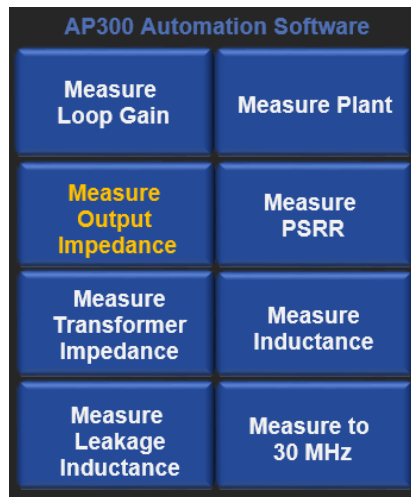 AP300 Automation Software
Measure
Loop Gain
Measure Plant
Measure
Output
Impedance
Measure
PSRR
Measure
Transformer
Impedance
Measure
Inductance
Measure
Leakage
Inductance
Measure to
30 MHz